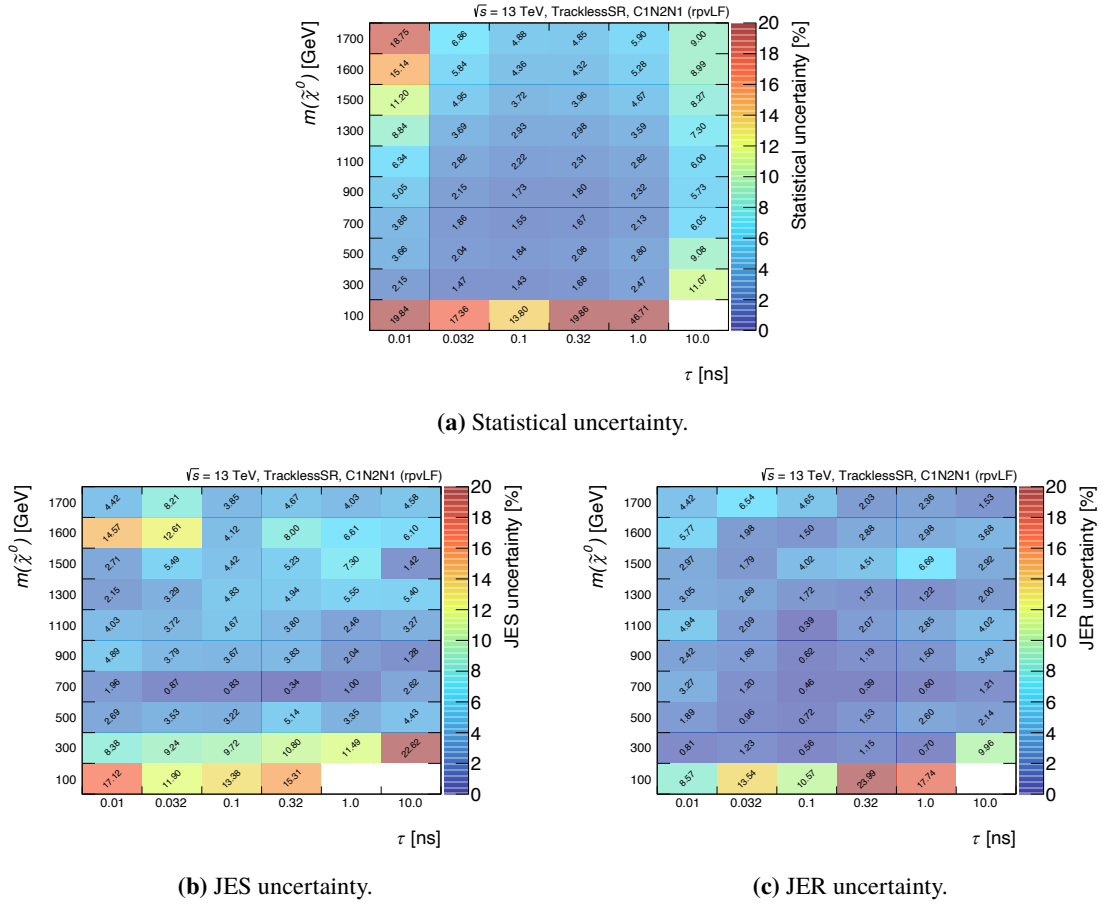 √s = 13 TeV, TracklessSR, C1N2N1 (rpvLF)
m(χ̃⁰) [GeV]
Statistical uncertainty [%]
1700 18.75 6.86 4.88 4.85 5.90 9.00
1600 15.14 5.84 4.36 4.32 5.28 8.99
1500 11.20 4.95 3.72 3.96 4.67 8.27
1300 8.84 3.69 2.93 2.98 3.59 7.30
1100 6.34 2.82 2.22 2.31 2.82 6.00
900 5.05 2.15 1.73 1.80 2.32 5.73
700 3.88 1.86 1.55 1.67 2.13 6.05
500 3.66 2.04 1.84 2.08 2.80 9.08
300 2.15 1.47 1.43 1.68 2.47 11.07
100 19.84 17.36 13.80 19.86 46.71
0.01 0.032 0.1 0.32 1.0 10.0
τ [ns]
20
18
16
14
12
10
8
6
4
2
0
(a) Statistical uncertainty.
√s = 13 TeV, TracklessSR, C1N2N1 (rpvLF)
m(χ̃⁰) [GeV]
JES uncertainty [%]
1700 4.42 8.21 3.85 4.67 4.03 4.58
1600 14.57 12.61 4.12 8.00 6.61 6.10
1500 2.71 5.49 4.42 5.23 7.30 1.42
1300 2.15 3.29 4.83 4.94 5.55 5.40
1100 4.03 3.72 4.67 3.80 2.46 3.27
900 4.89 3.79 3.67 3.83 2.04 1.28
700 1.96 0.67 0.83 0.34 1.00 2.62
500 2.69 3.53 3.22 5.14 3.35 4.43
300 8.38 9.24 9.72 10.80 11.49 22.62
100 17.12 11.90 13.38 15.31
0.01 0.032 0.1 0.32 1.0 10.0
τ [ns]
20
18
16
14
12
10
8
6
4
2
0
(b) JES uncertainty.
√s = 13 TeV, TracklessSR, C1N2N1 (rpvLF)
m(χ̃⁰) [GeV]
JER uncertainty [%]
1700 4.42 6.54 4.65 2.03 2.36 1.53
1600 5.77 1.98 1.50 2.88 2.98 3.68
1500 2.97 1.79 4.02 4.51 6.69 2.92
1300 3.05 2.69 1.72 1.37 1.22 2.00
1100 4.94 2.09 0.39 2.07 2.85 4.02
900 2.42 1.89 0.62 1.19 1.50 3.40
700 3.27 1.20 0.46 0.39 0.60 1.21
500 1.89 0.96 0.72 1.53 2.60 2.14
300 0.81 1.23 0.56 1.15 0.70 9.96
100 8.57 13.54 10.57 23.99 17.74
0.01 0.032 0.1 0.32 1.0 10.0
τ [ns]
20
18
16
14
12
10
8
6
4
2
0
(c) JER uncertainty.